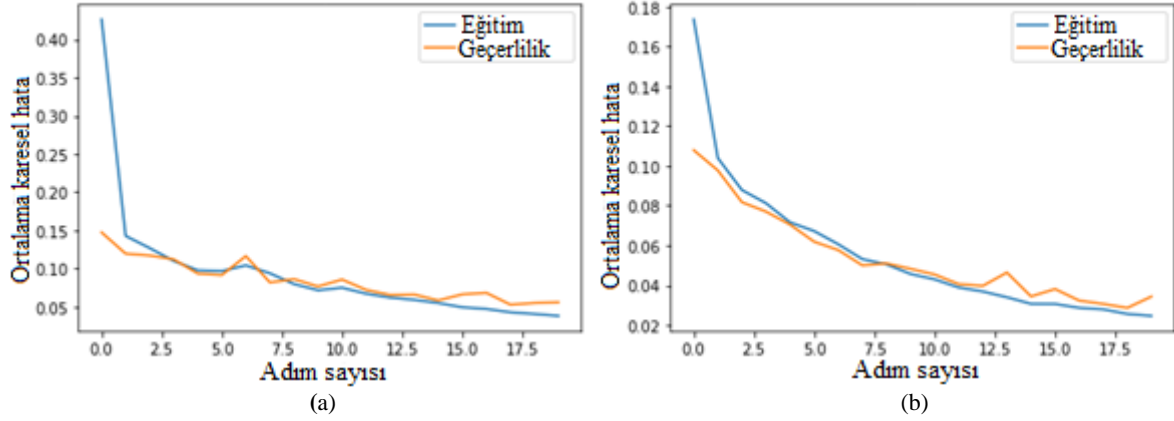 Eğitim
Geçerlilik
Ortalama karesel hata
0.40
0.35
0.30
0.25
0.20
0.15
0.10
0.05
0.0 2.5 5.0 7.5 10.0 12.5 15.0 17.5
Adım sayısı
(a)
Eğitim
Geçerlilik
Ortalama karesel hata
0.18
0.16
0.14
0.12
0.10
0.08
0.06
0.04
0.02
0.0 2.5 5.0 7.5 10.0 12.5 15.0 17.5
Adım sayısı
(b)